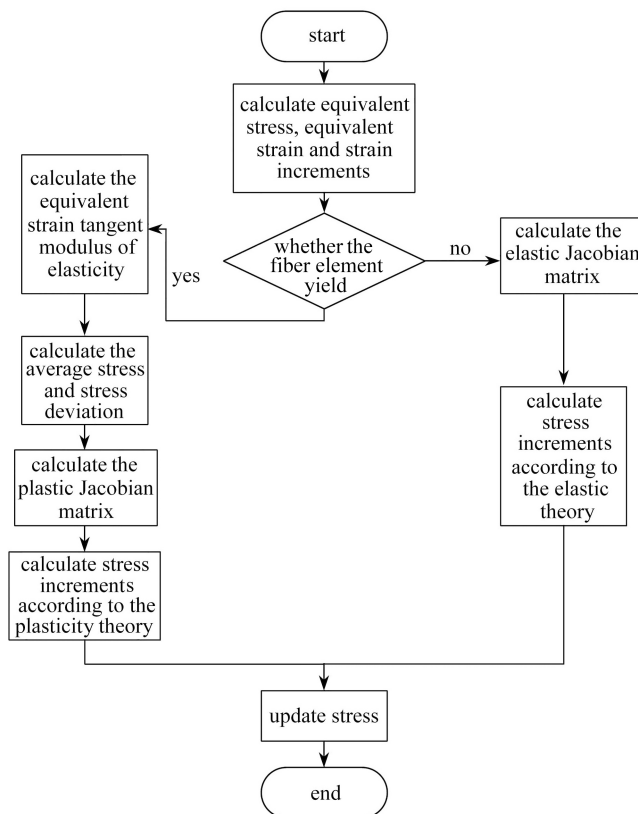 start
calculate equivalent
stress, equivalent
strain and strain
increments
whether the
fiber element
yield
yes
no
calculate the
equivalent
strain tangent
modulus of
elasticity
calculate the
average stress
and stress
deviation
calculate the
plastic Jacobian
matrix
calculate stress
increments
according to the
plasticity theory
calculate the
elastic Jacobian
matrix
calculate
stress
increments
according to
the elastic
theory
update stress
end